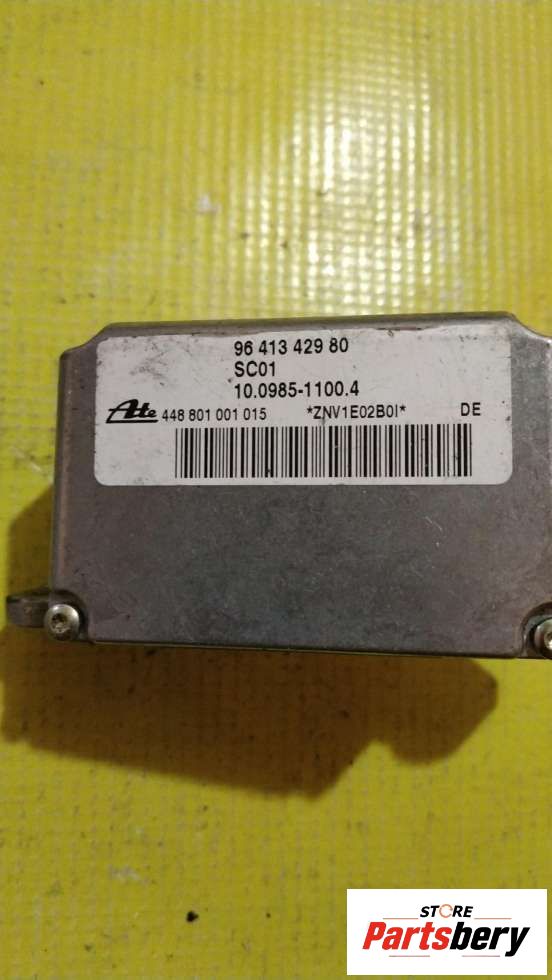 96 413 429 80
SC01
10.0985-1100.4
Ate 448 801 001 015 *ZNV1E02B0I* DE
STORE
Partsbery